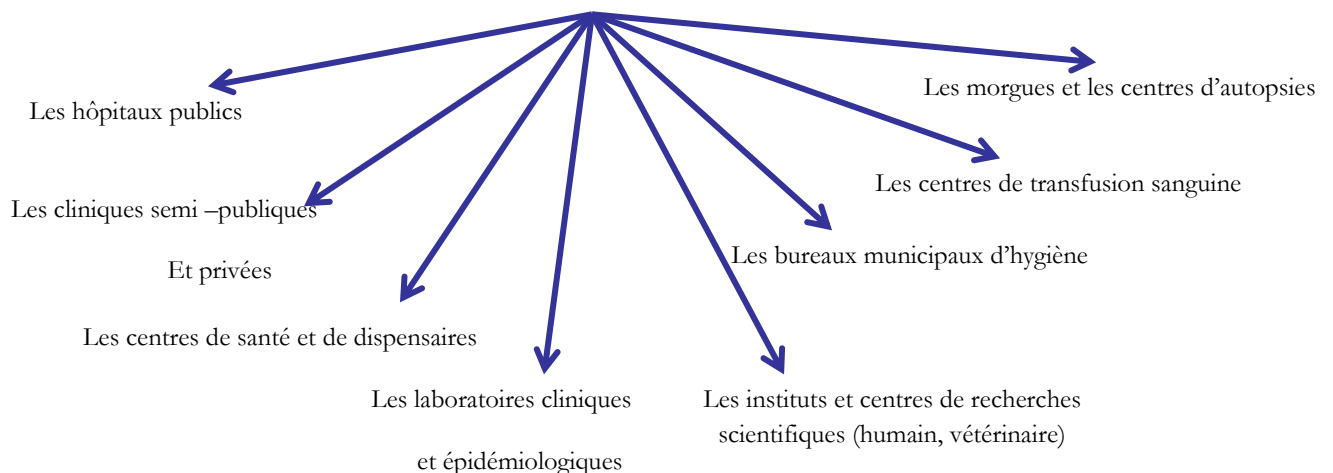 Les morgues et les centres d'autopsies
Les hôpitaux publics
Les centres de transfusion sanguine
Les cliniques semi –publiques
Les bureaux municipaux d'hygiène
Et privées
Les centres de santé et de dispensaires
Les laboratoires cliniques
et épidémiologiques
Les instituts et centres de recherches
scientifiques (humain, vétérinaire)